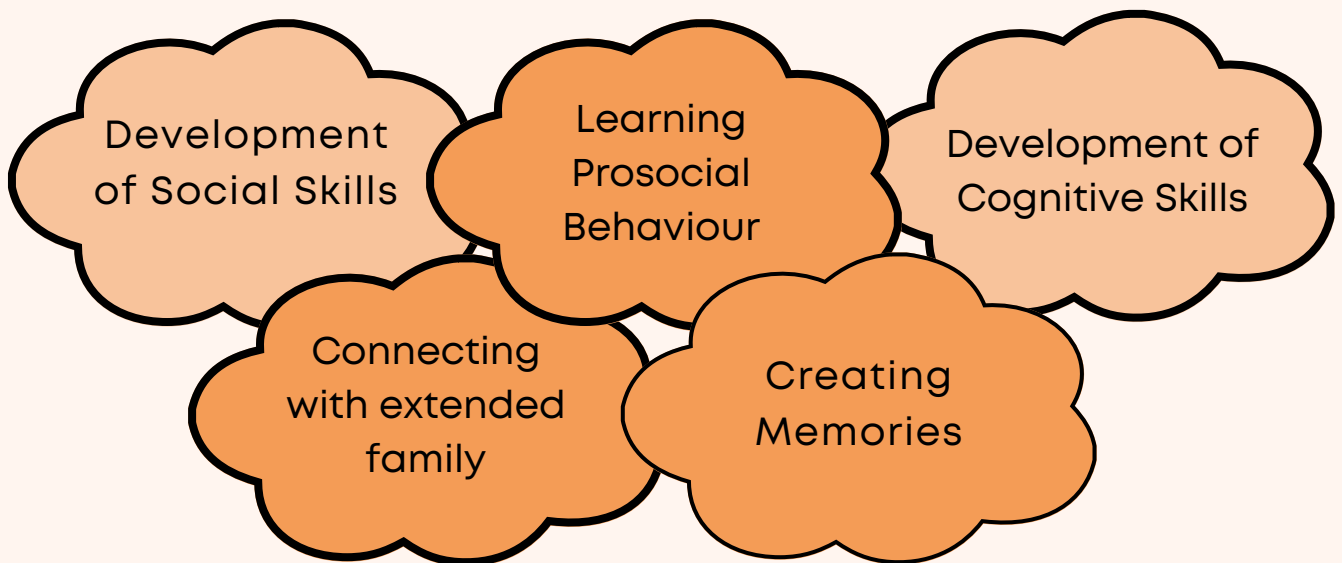 Development
of Social Skills
Learning
Prosocial
Behaviour
Development of
Cognitive Skills
Connecting
with extended
family
Creating
Memories